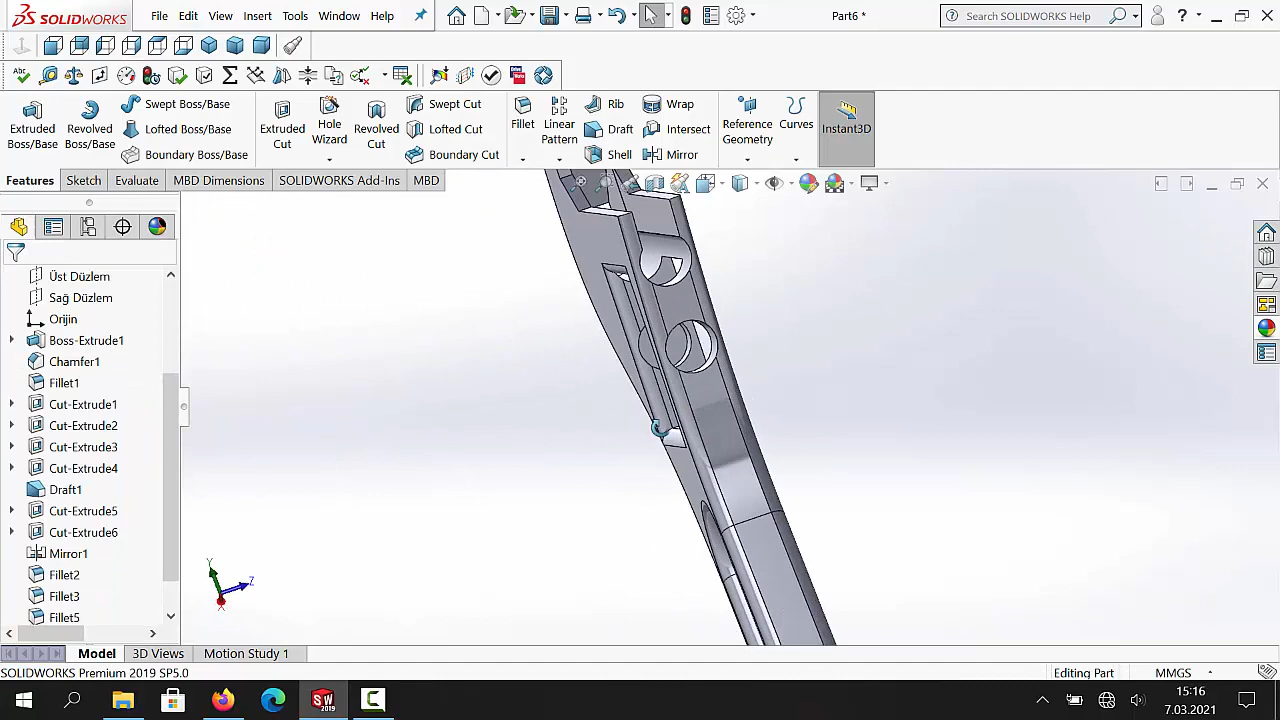 SOLIDWORKS File Edit View Insert Tools Window Help Part6 * Search SOLIDWORKS Help ?
Abc
Extruded Boss/Base
Revolved Boss/Base
Swept Boss/Base
Lofted Boss/Base
Boundary Boss/Base
Extruded Cut
Hole Wizard
Revolved Cut
Swept Cut
Lofted Cut
Boundary Cut
Fillet
Linear Pattern
Rib
Draft
Shell
Wrap
Intersect
Mirror
Reference Geometry
Curves
Instant3D
Features Sketch Evaluate MBD Dimensions SOLIDWORKS Add-Ins MBD
Üst Düzlem
Sağ Düzlem
Orijin
Boss-Extrude1
Chamfer1
Fillet1
Cut-Extrude1
Cut-Extrude2
Cut-Extrude3
Cut-Extrude4
Draft1
Cut-Extrude5
Cut-Extrude6
Mirror1
Fillet2
Fillet3
Fillet5
Y
Z
X
Model 3D Views Motion Study 1
SOLIDWORKS Premium 2019 SP5.0 Editing Part MMGS
SW
2019
15:16
7.03.2021